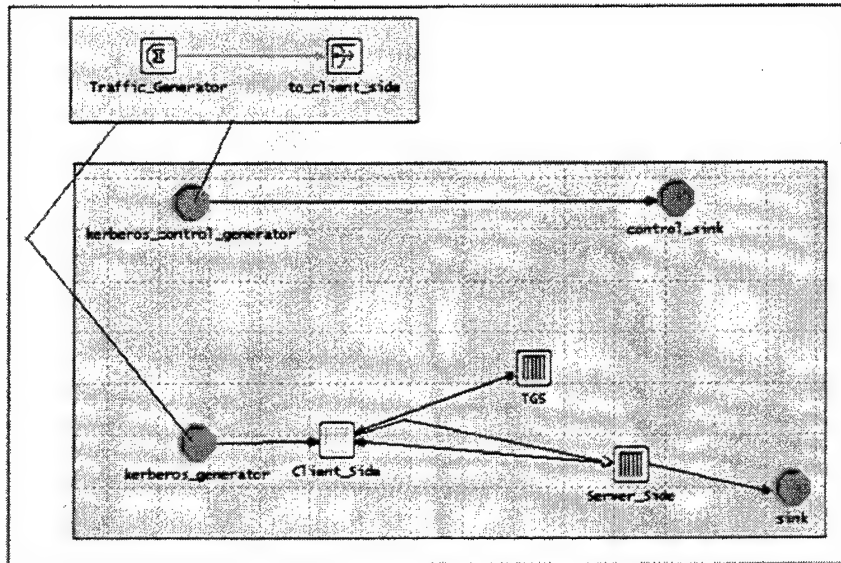 Traffic_Generator
to_client_side
kerberos_control_generator
control_sink
TGS
kerberos_generator
Client_Side
Server_Side
sink